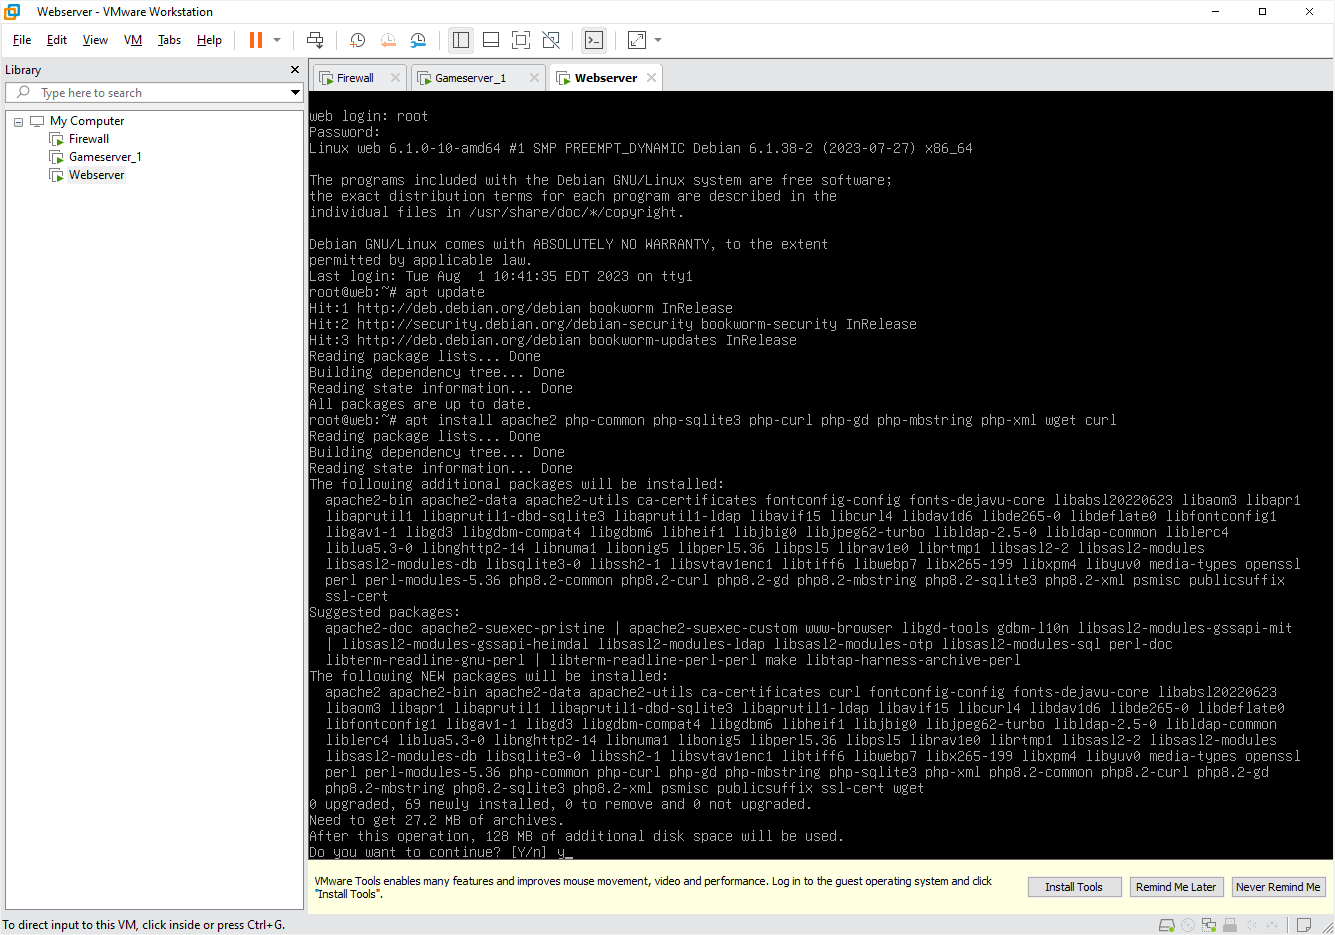 Webserver - VMware Workstation
File Edit View VM Tabs Help
Library
Type here to search
My Computer
Firewall
Gameserver_1
Webserver
Firewall Gameserver_1 Webserver
web login: root
Password:
Linux web 6.1.0-10-amd64 #1 SMP PREEMPT_DYNAMIC Debian 6.1.38-2 (2023-07-27) x86_64
The programs included with the Debian GNU/Linux system are free software;
the exact distribution terms for each program are described in the
individual files in /usr/share/doc/*/copyright.
Debian GNU/Linux comes with ABSOLUTELY NO WARRANTY, to the extent
permitted by applicable law.
Last login: Tue Aug  1 10:41:35 EDT 2023 on tty1
root@web:~# apt update
Hit:1 http://deb.debian.org/debian bookworm InRelease
Hit:2 http://security.debian.org/debian-security bookworm-security InRelease
Hit:3 http://deb.debian.org/debian bookworm-updates InRelease
Reading package lists... Done
Building dependency tree... Done
Reading state information... Done
All packages are up to date.
root@web:~# apt install apache2 php-common php-sqlite3 php-curl php-gd php-mbstring php-xml wget curl
Reading package lists... Done
Building dependency tree... Done
Reading state information... Done
The following additional packages will be installed:
apache2-bin apache2-data apache2-utils ca-certificates fontconfig-config fonts-dejavu-core libabsl20220623 libaom3 libapr1
libaprutil1 libaprutil1-dbd-sqlite3 libaprutil1-ldap libavif15 libcurl4 libdav1d6 libde265-0 libdeflate0 libfontconfig1
libgav1-1 libgd3 libgdbm-compat4 libgdbm6 libheif1 libjbig0 libjpeg62-turbo libldap-2.5-0 libldap-common liblerc4
liblua5.3-0 libnghttp2-14 libnuma1 libonig5 libperl5.36 libpsl5 librav1e0 librtmp1 libsasl2-2 libsasl2-modules
libsasl2-modules-db libsqlite3-0 libssh2-1 libsvtav1enc1 libtiff6 libwebp7 libx265-199 libxpm4 libyuv0 media-types openssl
perl perl-modules-5.36 php8.2-common php8.2-curl php8.2-gd php8.2-mbstring php8.2-sqlite3 php8.2-xml psmisc publicsuffix
ssl-cert
Suggested packages:
apache2-doc apache2-suexec-pristine | apache2-suexec-custom www-browser libgd-tools gdbm-l10n libsasl2-modules-gssapi-mit
| libsasl2-modules-gssapi-heimdal libsasl2-modules-ldap libsasl2-modules-otp libsasl2-modules-sql perl-doc
libterm-readline-gnu-perl | libterm-readline-perl-perl make libtap-harness-archive-perl
The following NEW packages will be installed:
apache2 apache2-bin apache2-data apache2-utils ca-certificates curl fontconfig-config fonts-dejavu-core libabsl20220623
libaom3 libapr1 libaprutil1 libaprutil1-dbd-sqlite3 libaprutil1-ldap libavif15 libcurl4 libdav1d6 libde265-0 libdeflate0
libfontconfig1 libgav1-1 libgd3 libgdbm-compat4 libgdbm6 libheif1 libjbig0 libjpeg62-turbo libldap-2.5-0 libldap-common
liblerc4 liblua5.3-0 libnghttp2-14 libnuma1 libonig5 libperl5.36 libpsl5 librav1e0 librtmp1 libsasl2-2 libsasl2-modules
libsasl2-modules-db libsqlite3-0 libssh2-1 libsvtav1enc1 libtiff6 libwebp7 libx265-199 libxpm4 libyuv0 media-types openssl
perl perl-modules-5.36 php-common php-curl php-gd php-mbstring php-sqlite3 php-xml php8.2-common php8.2-curl php8.2-gd
php8.2-mbstring php8.2-sqlite3 php8.2-xml psmisc publicsuffix ssl-cert wget
0 upgraded, 69 newly installed, 0 to remove and 0 not upgraded.
Need to get 27.2 MB of archives.
After this operation, 128 MB of additional disk space will be used.
Do you want to continue? [Y/n] y_
VMware Tools enables many features and improves mouse movement, video and performance. Log in to the guest operating system and click
"Install Tools".
Install Tools Remind Me Later Never Remind Me
To direct input to this VM, click inside or press Ctrl+G.